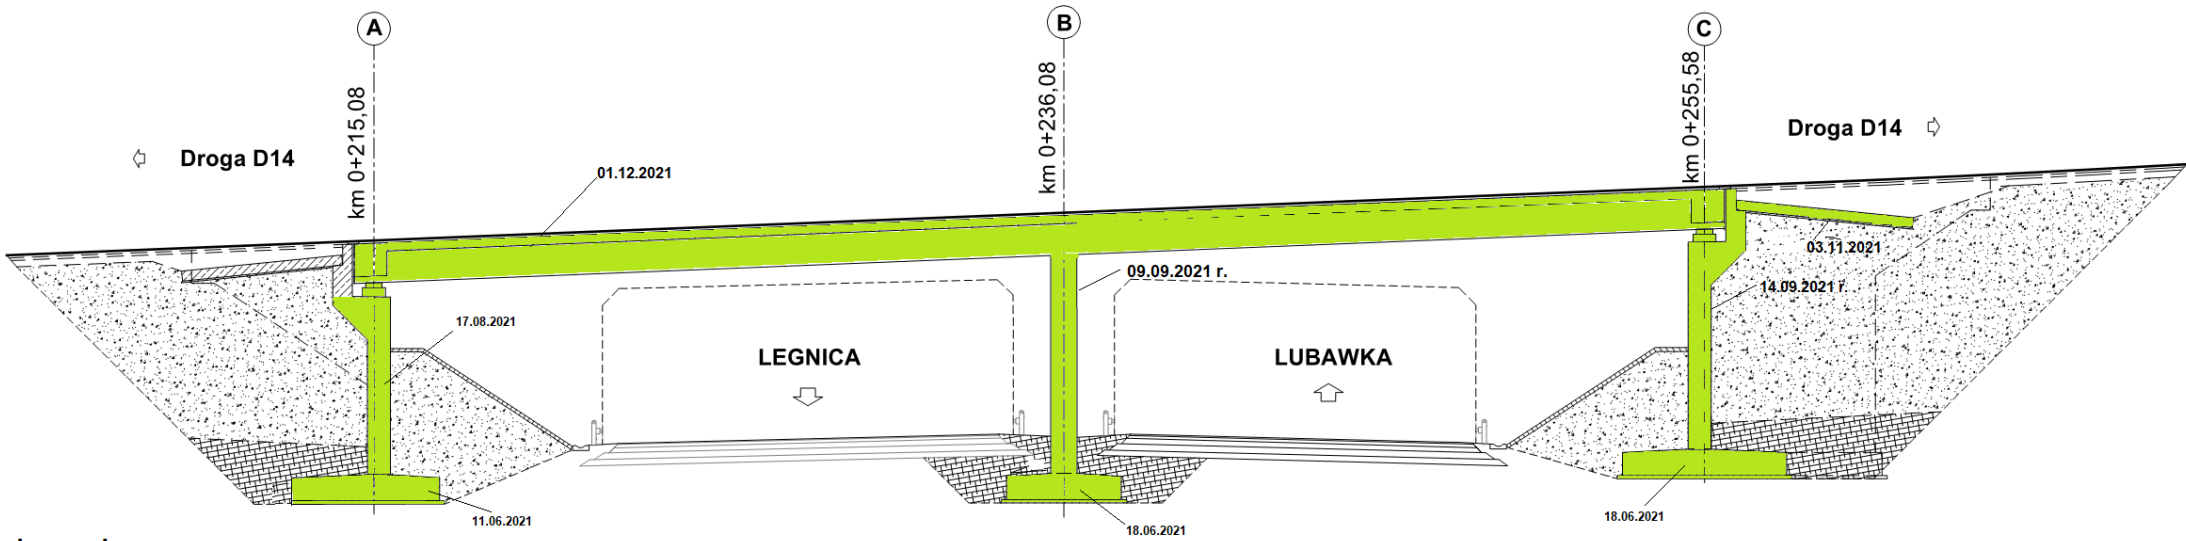 A
B
C
km 0+215,08
km 0+236,08
km 0+255,58
Droga D14
Droga D14
01.12.2021
03.11.2021
09.09.2021 r.
14.09.2021 r.
17.08.2021
LEGNICA
LUBAWKA
11.06.2021
18.06.2021
18.06.2021